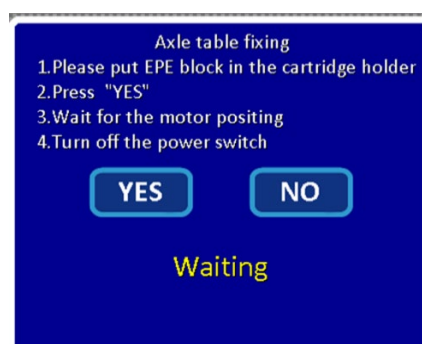 Axle table fixing
1.Please put EPE block in the cartridge holder
2.Press "YES"
3.Wait for the motor positing
4.Turn off the power switch
YES NO
Waiting